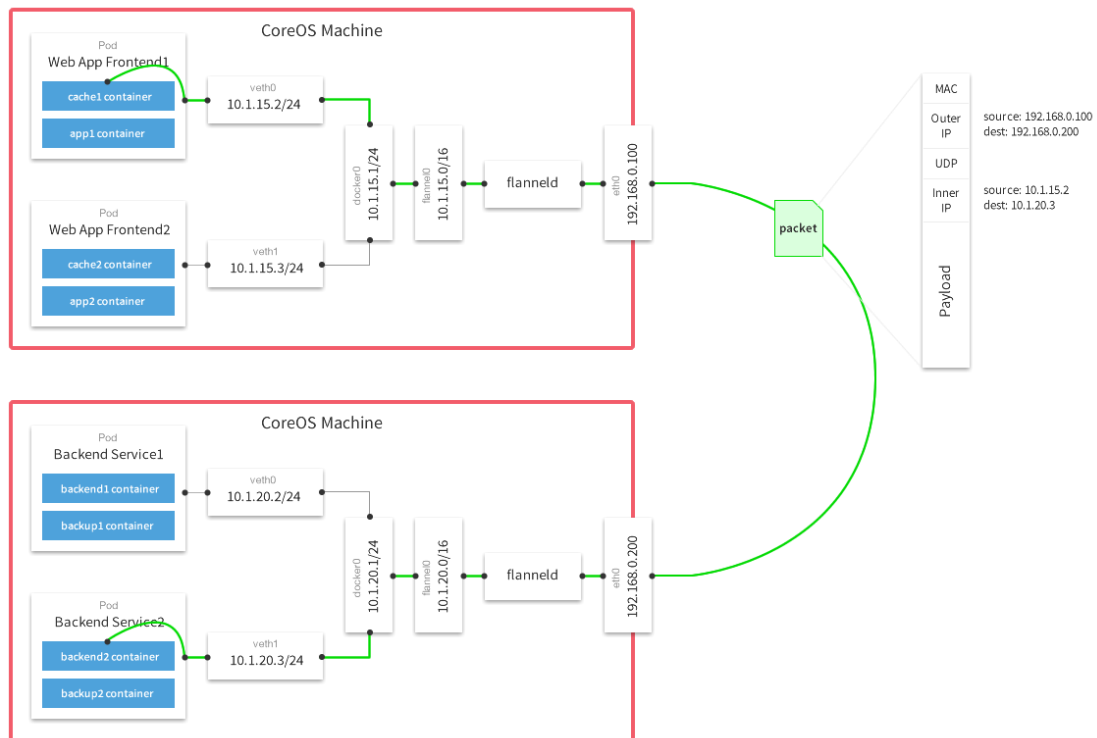 CoreOS Machine
Pod
Web App Frontend1
cache1 container
app1 container
veth0
10.1.15.2/24
Pod
Web App Frontend2
cache2 container
app2 container
veth1
10.1.15.3/24
docker0
10.1.15.1/24
flannel0
10.1.15.0/16
flanneld
eth0
192.168.0.100
packet
MAC
Outer
IP
source: 192.168.0.100
dest: 192.168.0.200
UDP
Inner
IP
source: 10.1.15.2
dest: 10.1.20.3
Payload
CoreOS Machine
Pod
Backend Service1
backend1 container
backup1 container
veth0
10.1.20.2/24
Pod
Backend Service2
backend2 container
backup2 container
veth1
10.1.20.3/24
docker0
10.1.20.1/24
flannel0
10.1.20.0/16
flanneld
eth0
192.168.0.200